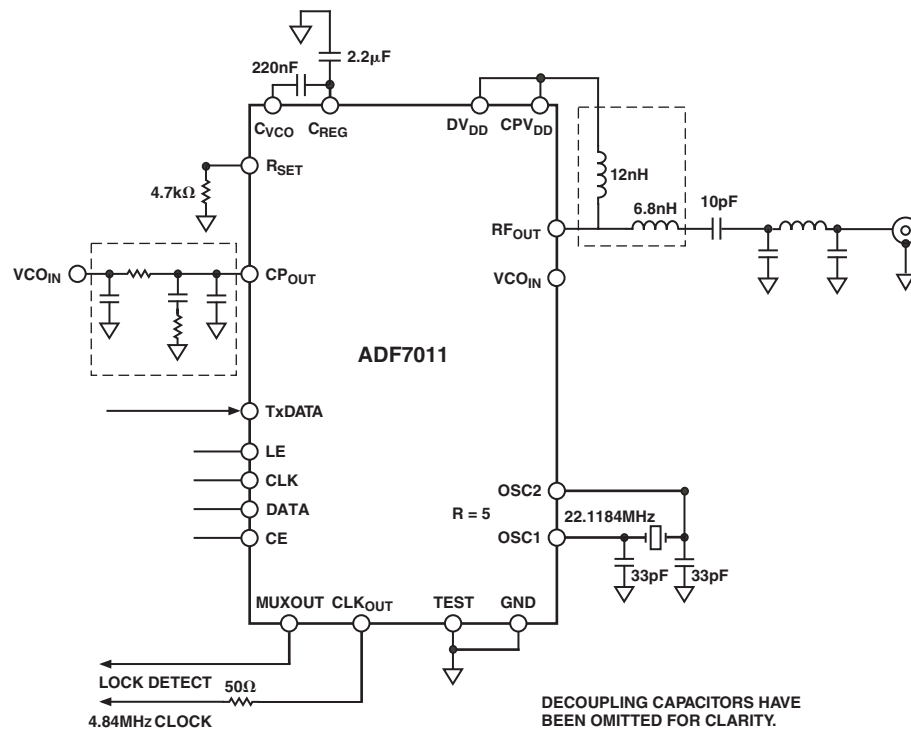 2.2μF
220nF
CVCO
CREG
DVDD
CPVDD
RSET
12nH
4.7kΩ
6.8nH
10pF
RFOUT
VCOIN
CPOUT
VCOIN
ADF7011
TxDATA
LE
CLK
OSC2
DATA
R = 5
22.1184MHz
CE
OSC1
33pF
33pF
MUXOUT
CLKOUT
TEST
GND
LOCK DETECT
50Ω
4.84MHz CLOCK
DECOUPLING CAPACITORS HAVE
BEEN OMITTED FOR CLARITY.